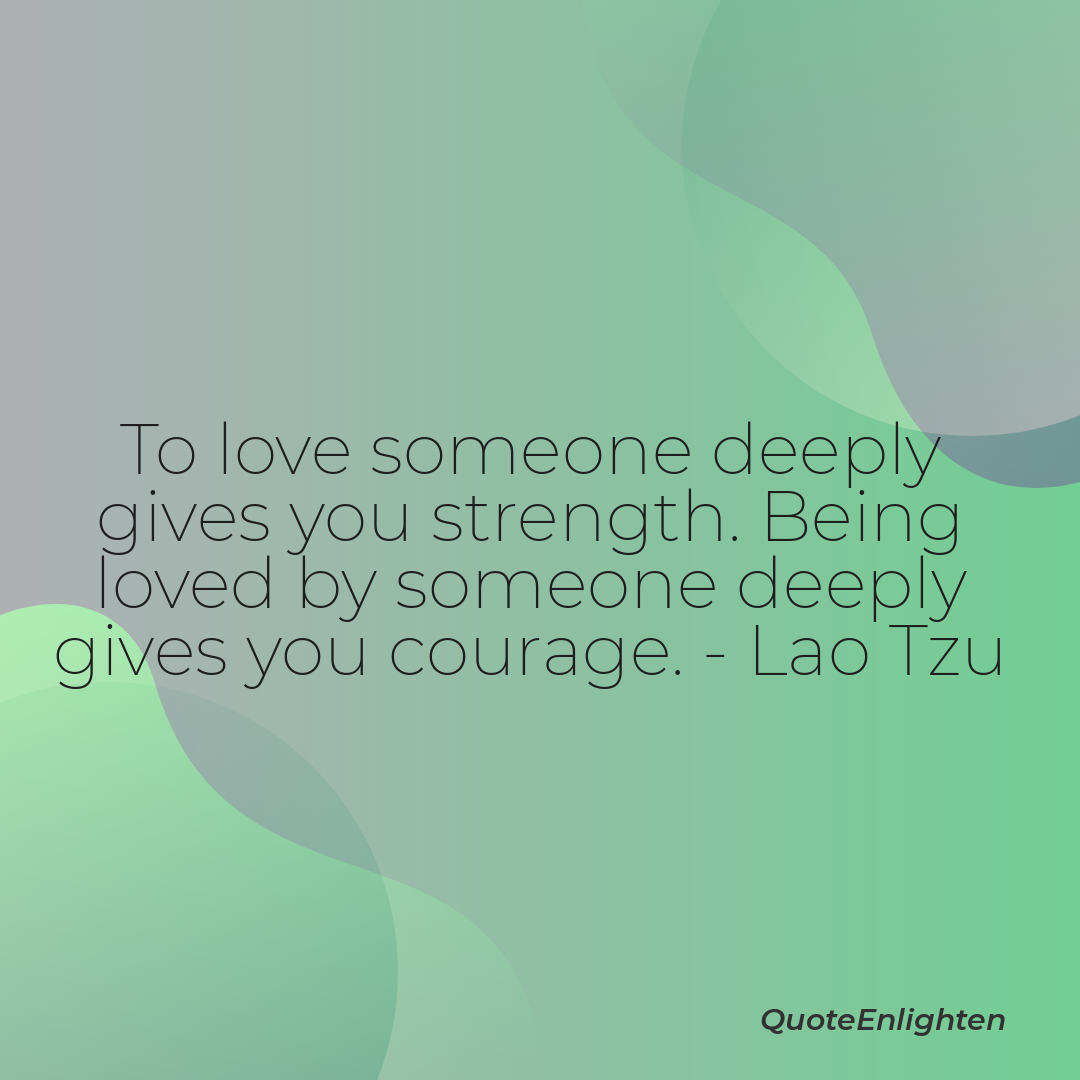 To love someone deeply
gives you strength. Being
loved by someone deeply
gives you courage. - Lao Tzu
QuoteEnlighten